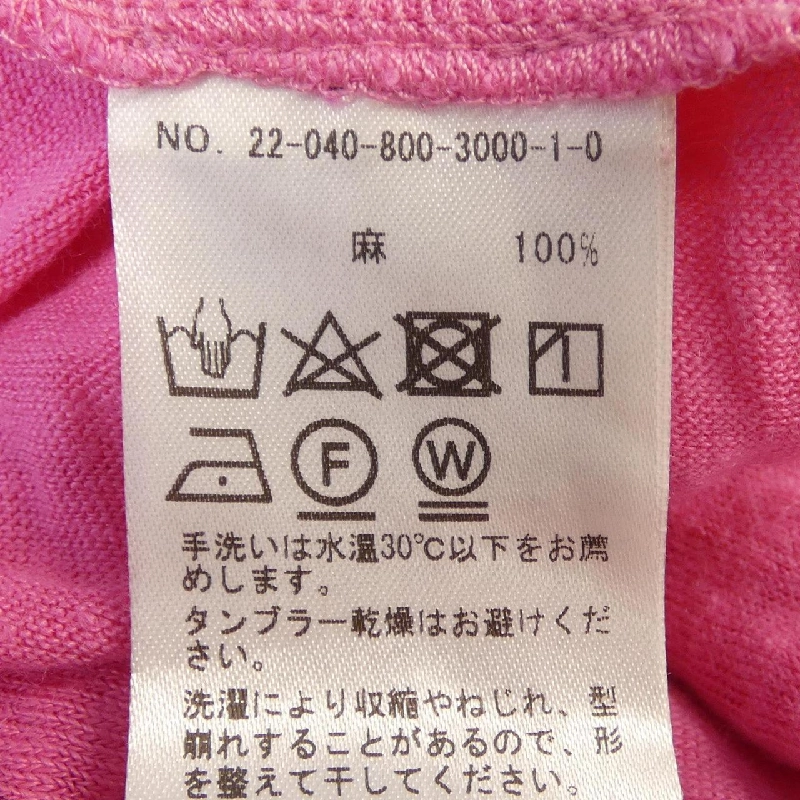 NO. 22-040-800-3000-1-0
麻 100%
F W
手洗いは水温30℃以下をお薦
めします。
タンブラー乾燥はお避けくだ
さい。
洗濯により収縮やねじれ、型
崩れすることがあるので、形
を整えて干してください。